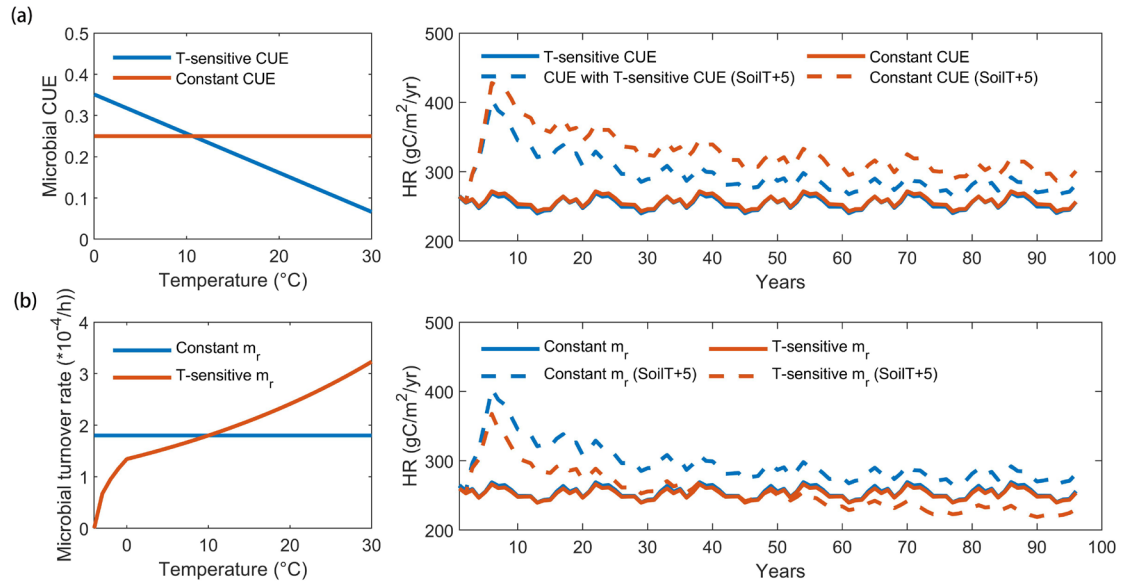 (a)
0.5
0.4
0.3
0.2
0.1
0
Microbial CUE
T-sensitive CUE
Constant CUE
0 10 20 30
Temperature (°C)
500
400
300
200
HR (gC/m²/yr)
T-sensitive CUE
Constant CUE
CUE with T-sensitive CUE (SoilT+5)
Constant CUE (SoilT+5)
10 20 30 40 50 60 70 80 90 100
Years
(b)
4
3
2
1
0
Microbial turnover rate (*10⁻⁴/h)
Constant mᵣ
T-sensitive mᵣ
0 10 20 30
Temperature (°C)
500
400
300
200
HR (gC/m²/yr)
Constant mᵣ
T-sensitive mᵣ
Constant mᵣ (SoilT+5)
T-sensitive mᵣ (SoilT+5)
10 20 30 40 50 60 70 80 90 100
Years